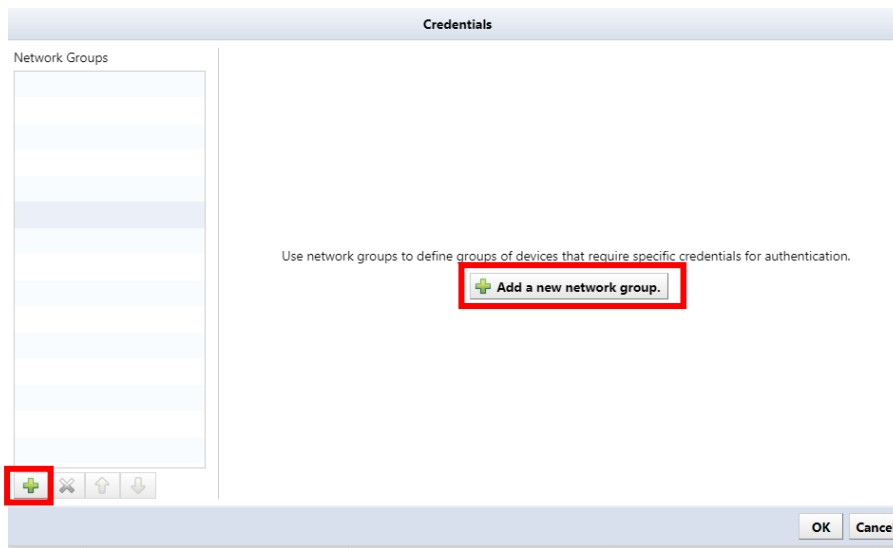 Credentials
Network Groups
Use network groups to define groups of devices that require specific credentials for authentication.
Add a new network group.
OK
Cance